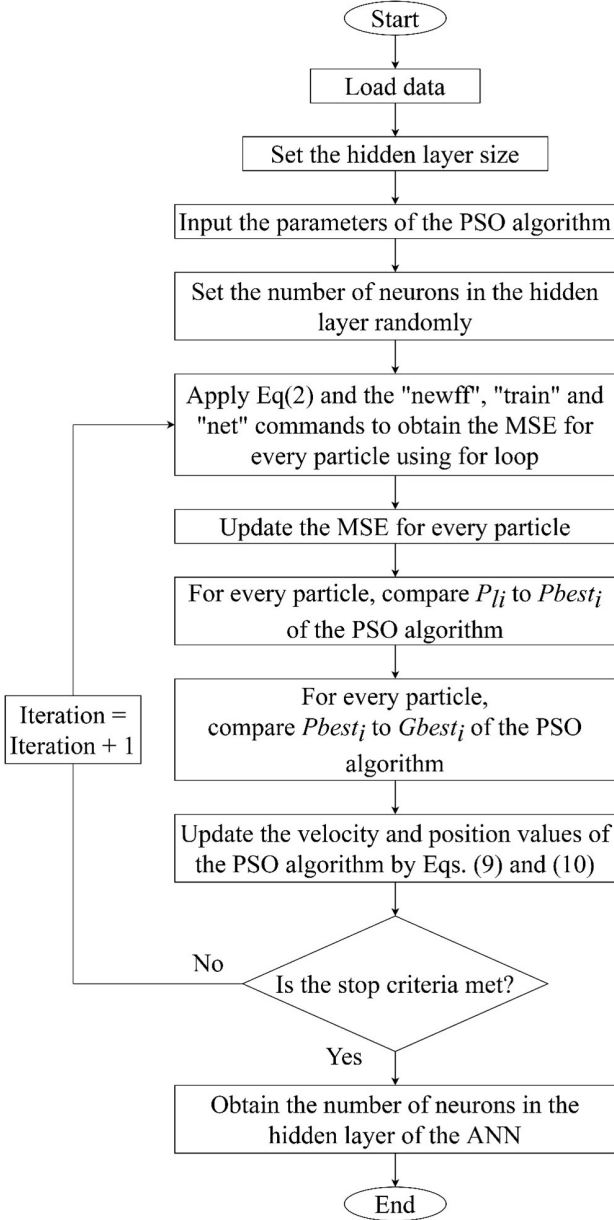 Start
Load data
Set the hidden layer size
Input the parameters of the PSO algorithm
Set the number of neurons in the hidden
layer randomly
Apply Eq(2) and the "newff", "train" and
"net" commands to obtain the MSE for
every particle using for loop
Update the MSE for every particle
For every particle, compare Pli to Pbesti
of the PSO algorithm
For every particle,
compare Pbesti to Gbesti of the PSO
algorithm
Iteration =
Iteration + 1
Update the velocity and position values of
the PSO algorithm by Eqs. (9) and (10)
No
Is the stop criteria met?
Yes
Obtain the number of neurons in the
hidden layer of the ANN
End